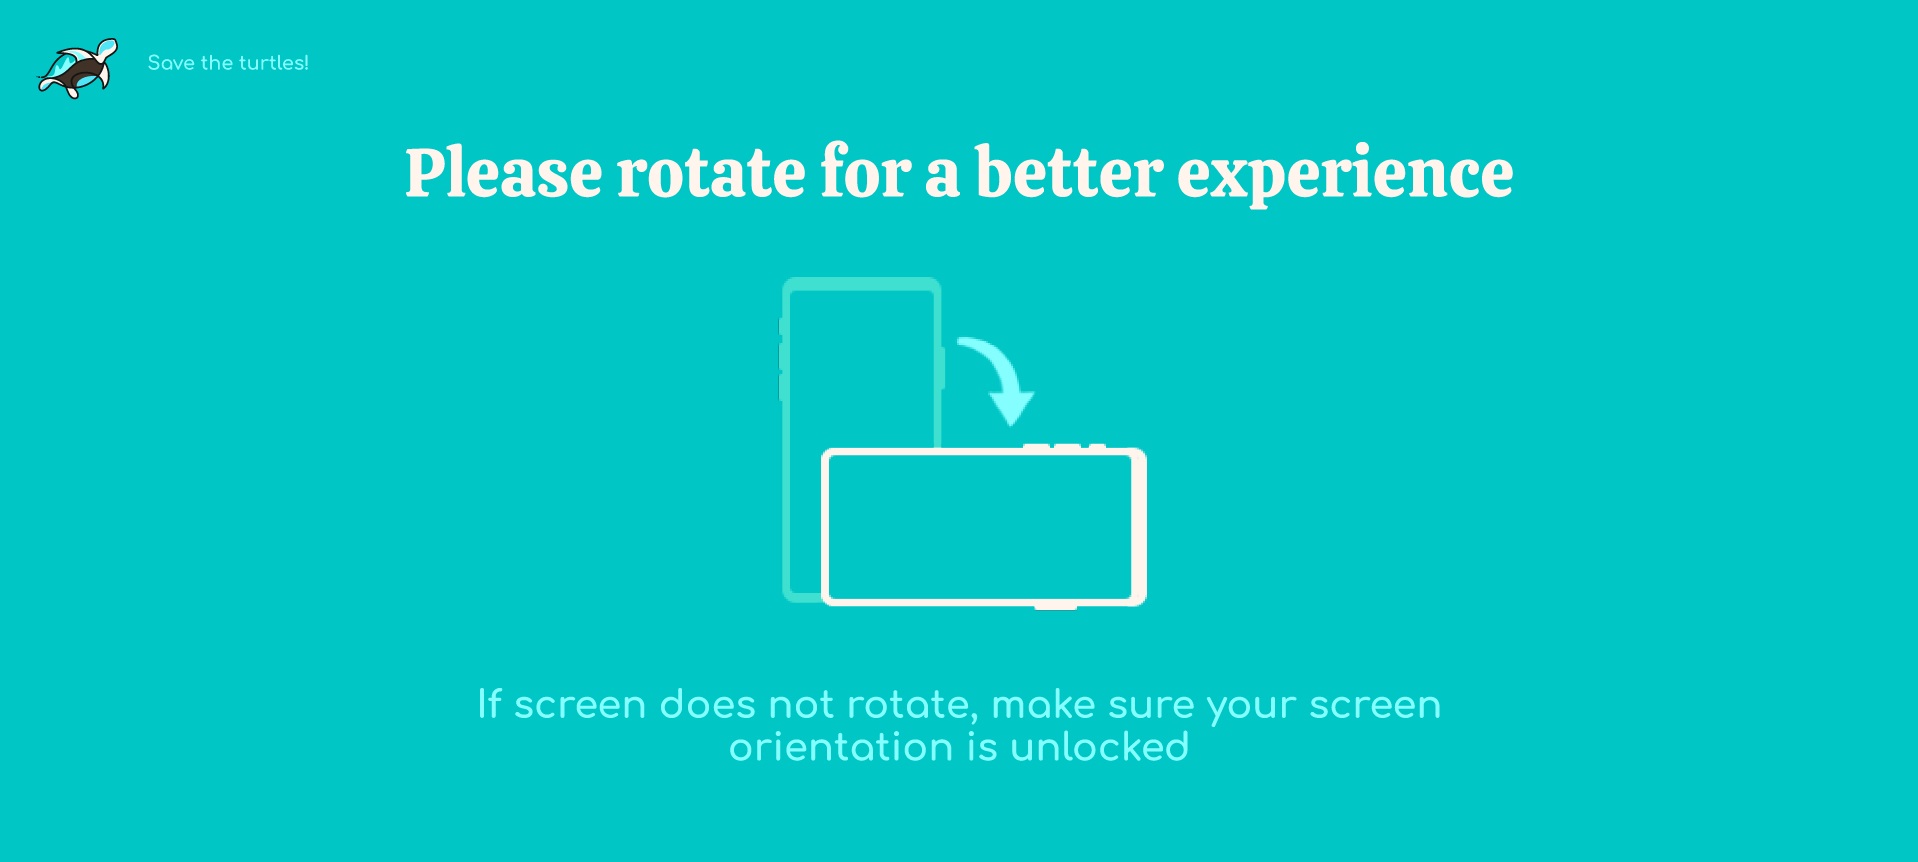 Save the turtles!
Please rotate for a better experience
If screen does not rotate, make sure your screen
orientation is unlocked